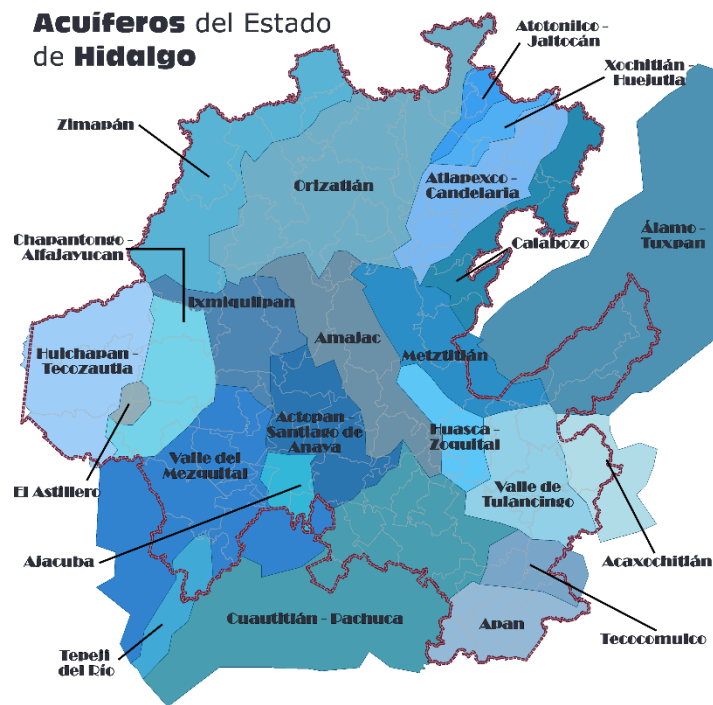 Acuíferos del Estado
de Hidalgo
Atotonilco -
Jaltocán
Xochitlán -
Huejutla
Zimapán
Orizatlán
Atlapexco -
Candelaria
Álamo -
Tuxpan
Chapantongo -
Alfajayucan
Calabozo
Ixmiquilpan
Amajac
Metztitlán
Huichapan -
Tecozautla
Actopan -
Santiago de
Anaya
Huasca -
Zoquital
Valle del
Mezquital
El Astillero
Valle de
Tulancingo
Ajacuba
Acaxochitlán
Cuautitlán - Pachuca
Apan
Tecocomulco
Tepeji
del Río